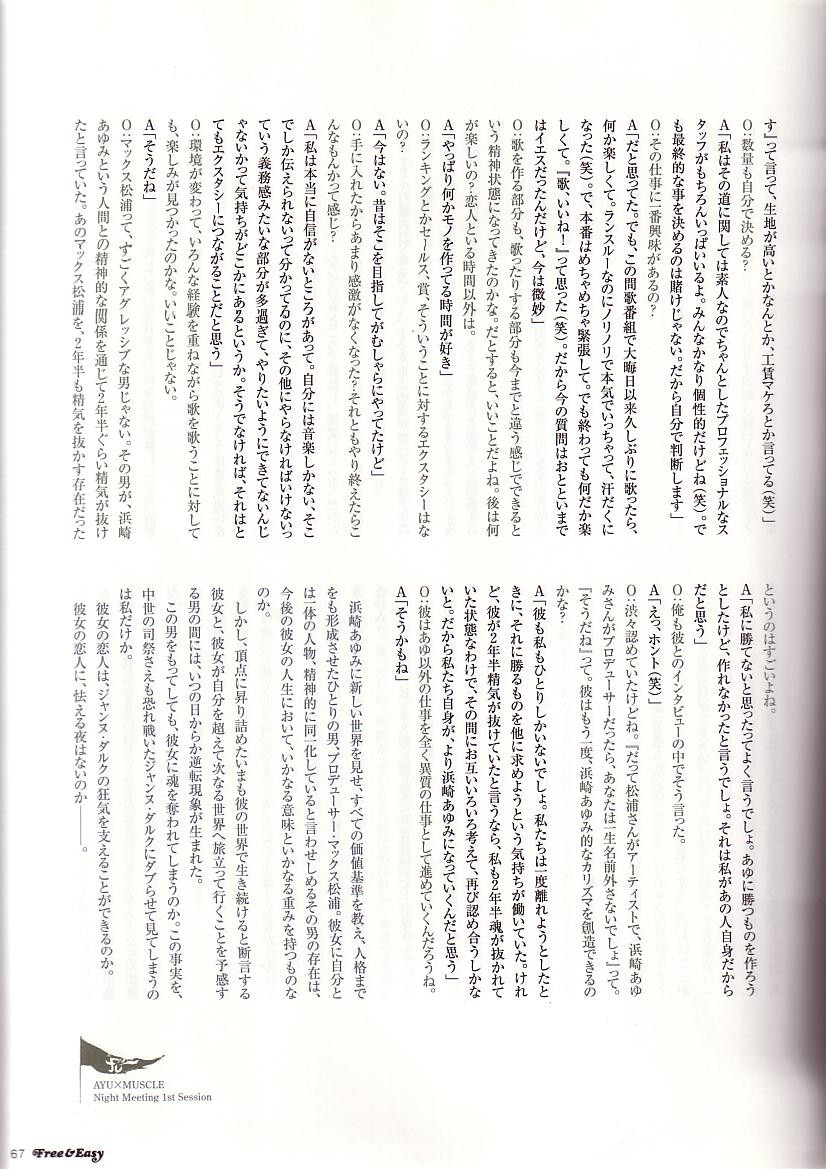 す』って言って、生地が高いとかなんとか、工賃マケろとか言ってる(笑)」
O:数量も自分で決める?
A「私はその道に関しては素人なのでちゃんとしたプロフェッショナルなス
タッフがもちろんいっぱいいるよ。みんなかなり個性的だけどね(笑)。で
も最終的な事を決めるのは賭けじゃない。だから自分で判断します」
O:その仕事に一番興味があるの?
A「だと思ってた。でも、この間歌番組で大晦日以来久しぶりに歌ったら、
何か楽しくて。ランスルーなのにノリノリで本気でいっちゃって、汗だくに
なった(笑)。で、本番はめちゃめちゃ緊張して。でも終わっても何だか楽
しくて。『歌、いいね!』って思った(笑)。だから今の質問はおとといまで
はイエスだったんだけど、今は微妙」
O:歌を作る部分も、歌ったりする部分も今までと違う感じでできると
いう精神状態になってきたのかな。だとすると、いいことだよね。後は何
が楽しいの?恋人といる時間以外は。
A「やっぱり何かモノを作ってる時間が好き」
O:ランキングとかセールス、賞、そういうことに対するエクスタシーはな
いの?
A「今はない。昔はそこを目指してがむしゃらにやってたけど」
O:手に入れたからあまり感激がなくなった?それともやり終えたらこ
んなもんかって感じ?
A「私は本当に自信がないところがあって。自分には音楽しかない、そこ
でしか伝えられないって分かってるのに、その他にやらなければいけないっ
ていう義務感みたいな部分が多過ぎて、やりたいようにできてないんじ
ゃないかって気持ちがどこかにあるというか。そうでなければ、それはと
てもエクスタシーにつながることだと思う」
O:環境が変わって、いろんな経験を重ねながら歌を歌うことに対して
も、楽しみが見つかったのかな。いいことじゃない。
A「そうだね」
O:マックス松浦って、すごくアグレッシブな男じゃない。その男が、浜崎
あゆみという人間との精神的な関係を通じて2年半ぐらい精気が抜け
たと言っていた。あのマックス松浦を、2年半も精気を抜かす存在だった
というのはすごいよね。
A「私に勝てないと思ったってよく言うでしょ。あゆに勝つものを作ろう
としたけど、作れなかったと言うでしょ。それは私があの人自身だから
だと思う」
O:俺も彼とのインタビューの中でそう言った。
A「えっ、ホント(笑)」
O:渋々認めていたけどね。『だって松浦さんがアーティストで、浜崎あゆ
みさんがプロデューサーだったら、あなたは一生名前外さないでしょ』って。
『そうだね』って。彼はもう一度、浜崎あゆみ的なカリズマを創造できるの
かな?
A「彼も私もひとりしかいないでしょ。私たちは一度離れようとしたと
きに、それに勝るものを他に求めようという気持ちが働いていた。けれ
ど、彼が2年半精気が抜けていたと言うなら、私も2年半魂が抜かれて
いた状態なわけで、その間にお互いいろいろ考えて、再び認め合うしかな
いと。だから私たち自身が、より浜崎あゆみになっていくんだと思う」
O:彼はあゆ以外の仕事を全く異質の仕事として進めていくんだろうね。
A「そうかもね」
浜崎あゆみに新しい世界を見せ、すべての価値基準を教え、人格まで
をも形成させたひとりの男、プロデューサー・マックス松浦。彼女に自分と
は一体の人物、精神的に同一化していると言わせしめるその男の存在は、
今後の彼女の人生において、いかなる意味といかなる重みを持つものな
のか。
しかし、頂点に昇り詰めたいまも彼の世界で生き続けると断言する
彼女と、彼女が自分を超えて次なる世界へ旅立って行くことを予感す
る男の間には、いつの日からか逆転現象が生まれた。
この男をもってしても、彼女に魂を奪われてしまうのか。この事実を、
中世の司祭さえも恐れ戦いたジャンヌ・ダルクにダブらせて見てしまうの
は私だけか。
彼女の恋人は、ジャンヌ・ダルクの狂気を支えることができるのか。
彼女の恋人に、怯える夜はないのか――。
AYU×MUSCLE
Night Meeting 1st Session
67 Free&Easy